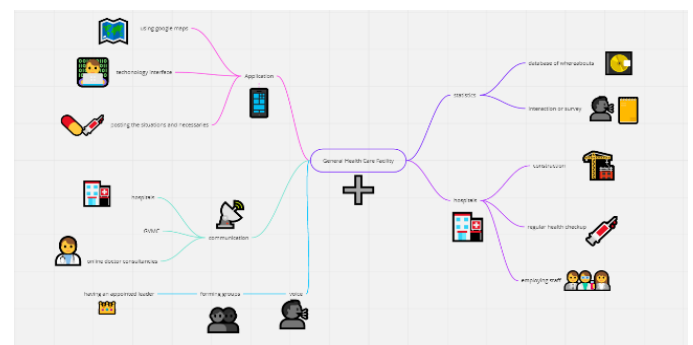 using google maps
techonology interface
posting the situations and necessaries
Application
General Health Care Facility
statistics
database of whereabouts
interaction or survey
hospitals
construction
regular health checkup
employing staff
communication
hospitals
GVMC
online doctor consultancies
voice
forming groups
having an appointed leader